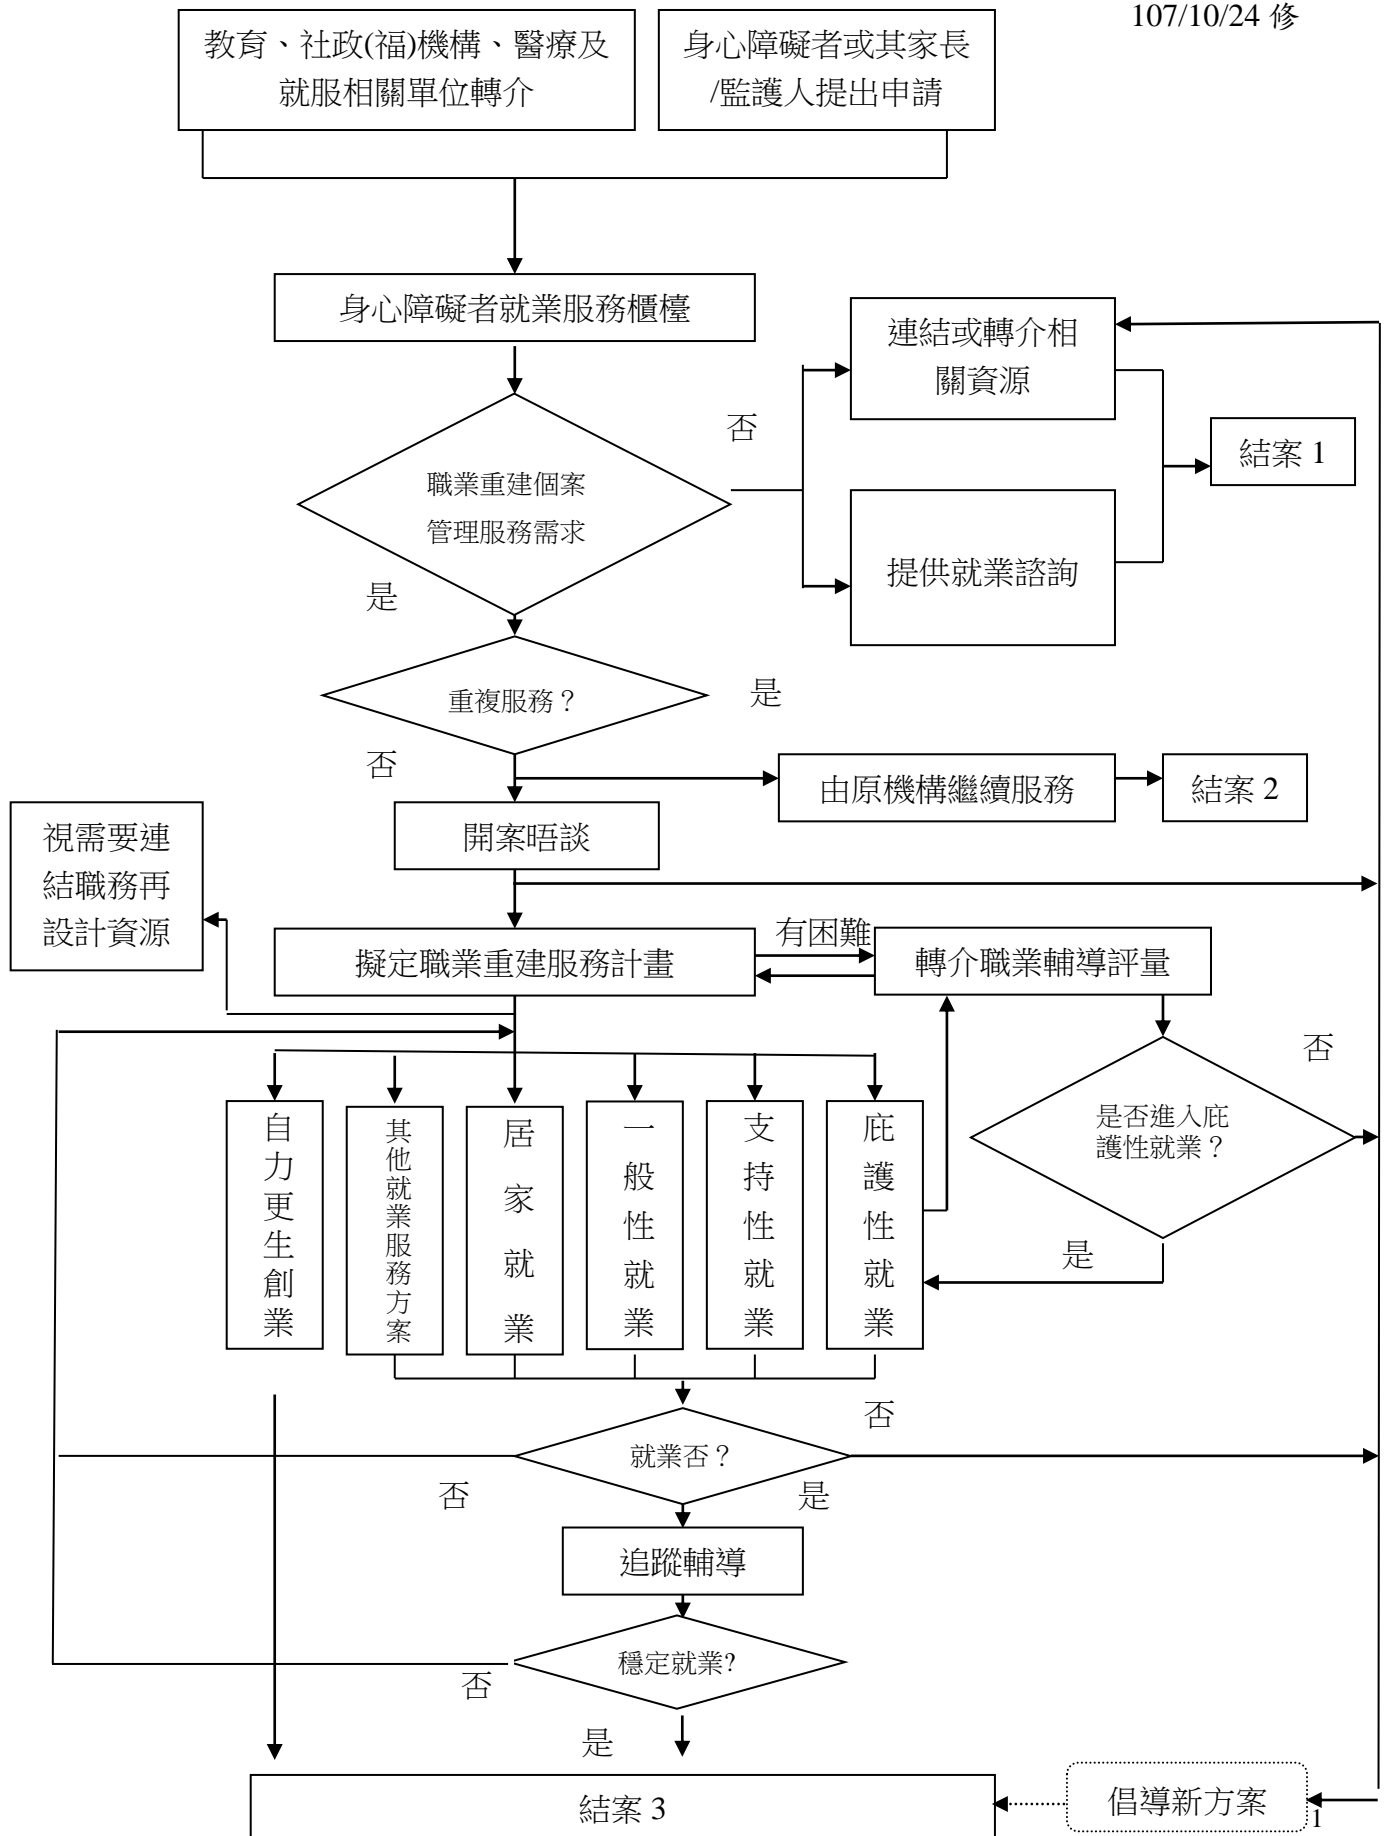 107/10/24 修
教育、社政(福)機構、醫療及
就服相關單位轉介
身心障礙者或其家長
/監護人提出申請
身心障礙者就業服務櫃檯
連結或轉介相
關資源
否
結案 1
職業重建個案
管理服務需求
提供就業諮詢
是
重複服務？
是
否
由原機構繼續服務
結案 2
開案晤談
視需要連
結職務再
設計資源
擬定職業重建服務計畫
有困難
轉介職業輔導評量
否
是否進入庇
護性就業？
是
自力更生創業
其他就業服務方案
居家就業
一般性就業
支持性就業
庇護性就業
否
就業否？
否
是
追蹤輔導
穩定就業?
否
是
結案 3
倡導新方案
1